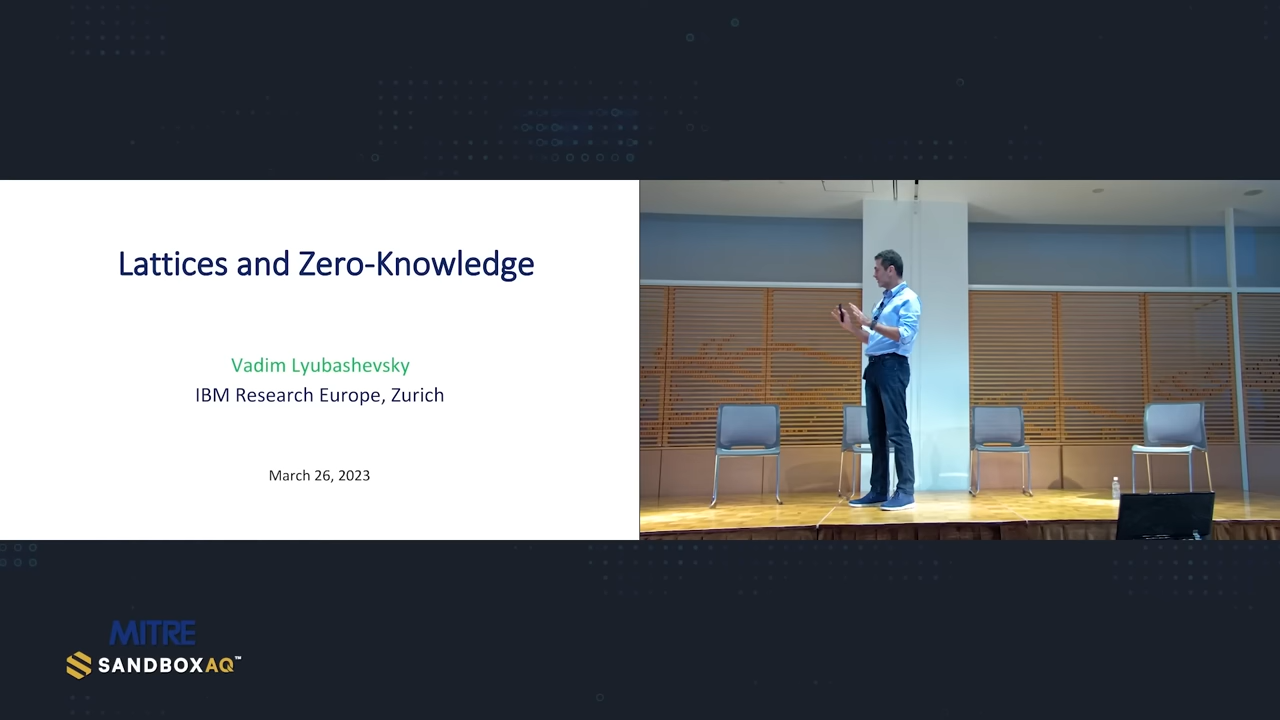 Lattices and Zero-Knowledge
Vadim Lyubashevsky
IBM Research Europe, Zurich
March 26, 2023
MITRE
SANDBOXAQ™